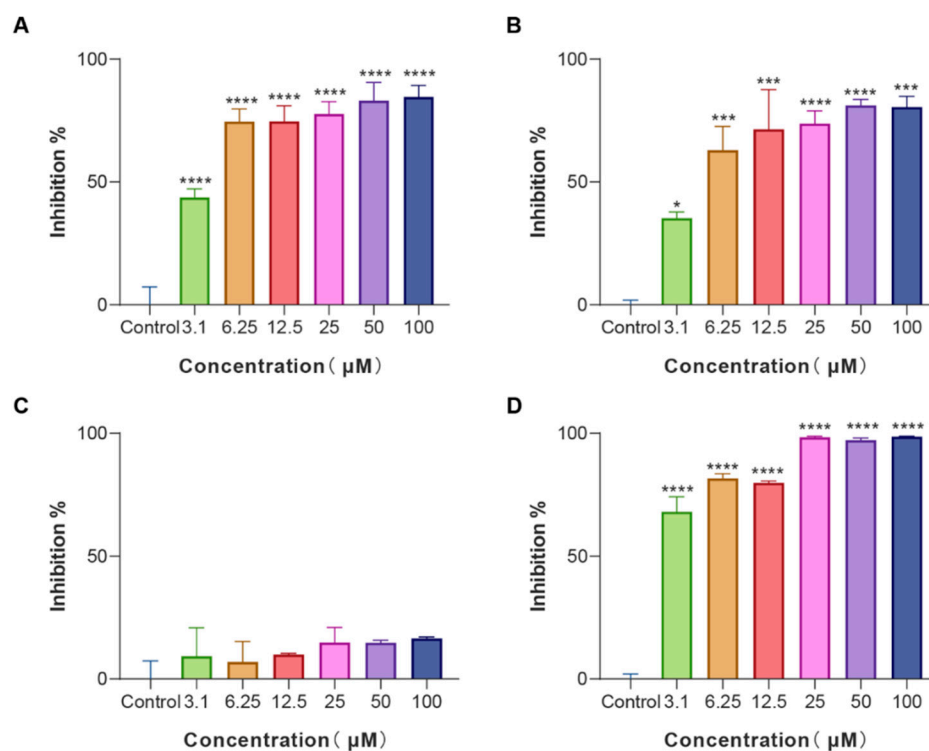 A
100
50
0
Inhibition %
**** **** **** **** **** ****
Control 3.1 6.25 12.5 25 50 100
Concentration( μM)
B
100
50
0
Inhibition %
* *** *** **** **** ***
Control 3.1 6.25 12.5 25 50 100
Concentration( μM)
C
100
50
0
Inhibition %
Control 3.1 6.25 12.5 25 50 100
Concentration( μM)
D
100
50
0
Inhibition %
**** **** **** **** **** ****
Control 3.1 6.25 12.5 25 50 100
Concentration( μM)